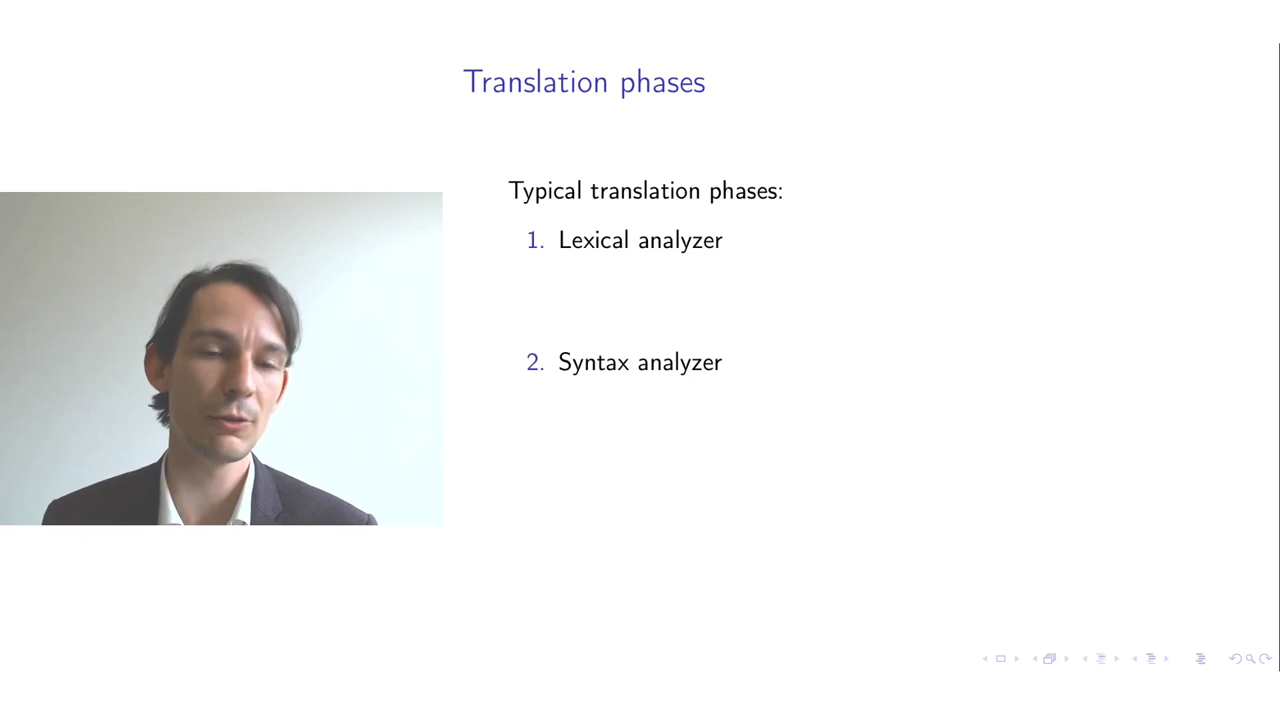 Translation phases
Typical translation phases:
1. Lexical analyzer
2. Syntax analyzer